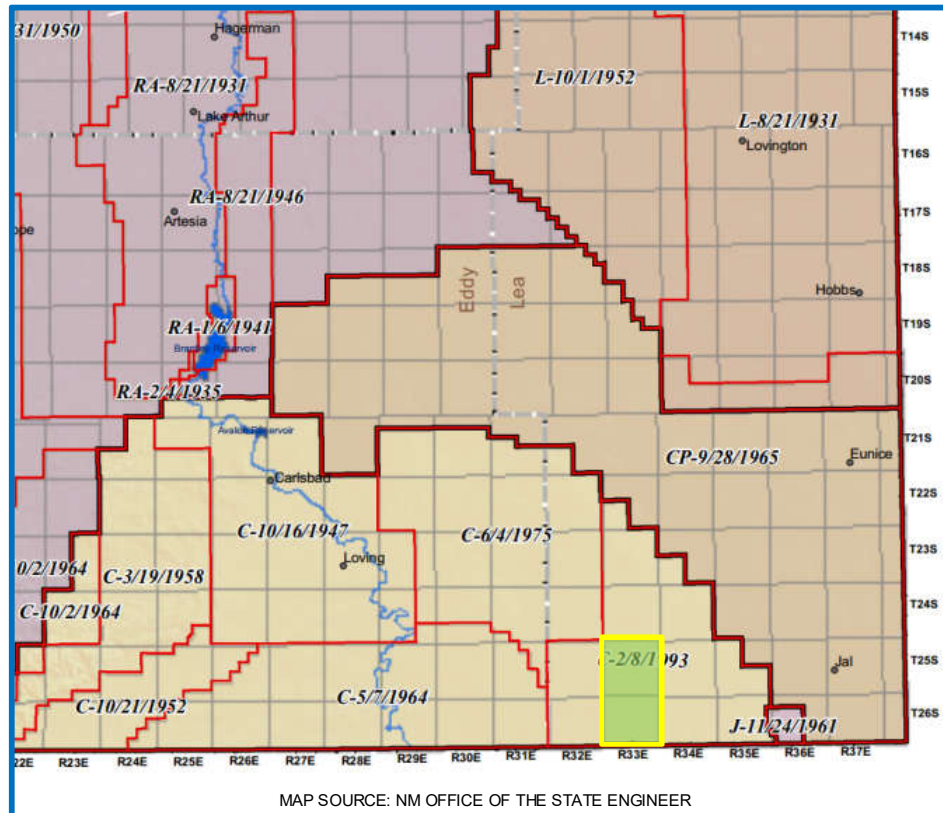 Hagerman
T14S
31/1950
RA-8/21/1931
L-10/1/1952
T15S
Lake Arthur
L-8/21/1931
Lovington
T16S
RA-8/21/1946
Artesia
T17S
ope
Eddy
Lea
T18S
Hobbs
T19S
RA-1/6/1941
T20S
RA-2/4/1935
T21S
Avalon Reservoir
CP-9/28/1965
Eunice
Carlsbad
T22S
C-10/16/1947
C-6/4/1975
T23S
0/2/1964
C-3/19/1958
Loving
C-10/2/1964
T24S
C-2/8/1993
Jal
T25S
C-10/21/1952
C-5/7/1964
J-11/24/1961
T26S
22E R23E R24E R25E R26E R27E R28E R29E R30E R31E R32E R33E R34E R35E R36E R37E
MAP SOURCE: NM OFFICE OF THE STATE ENGINEER